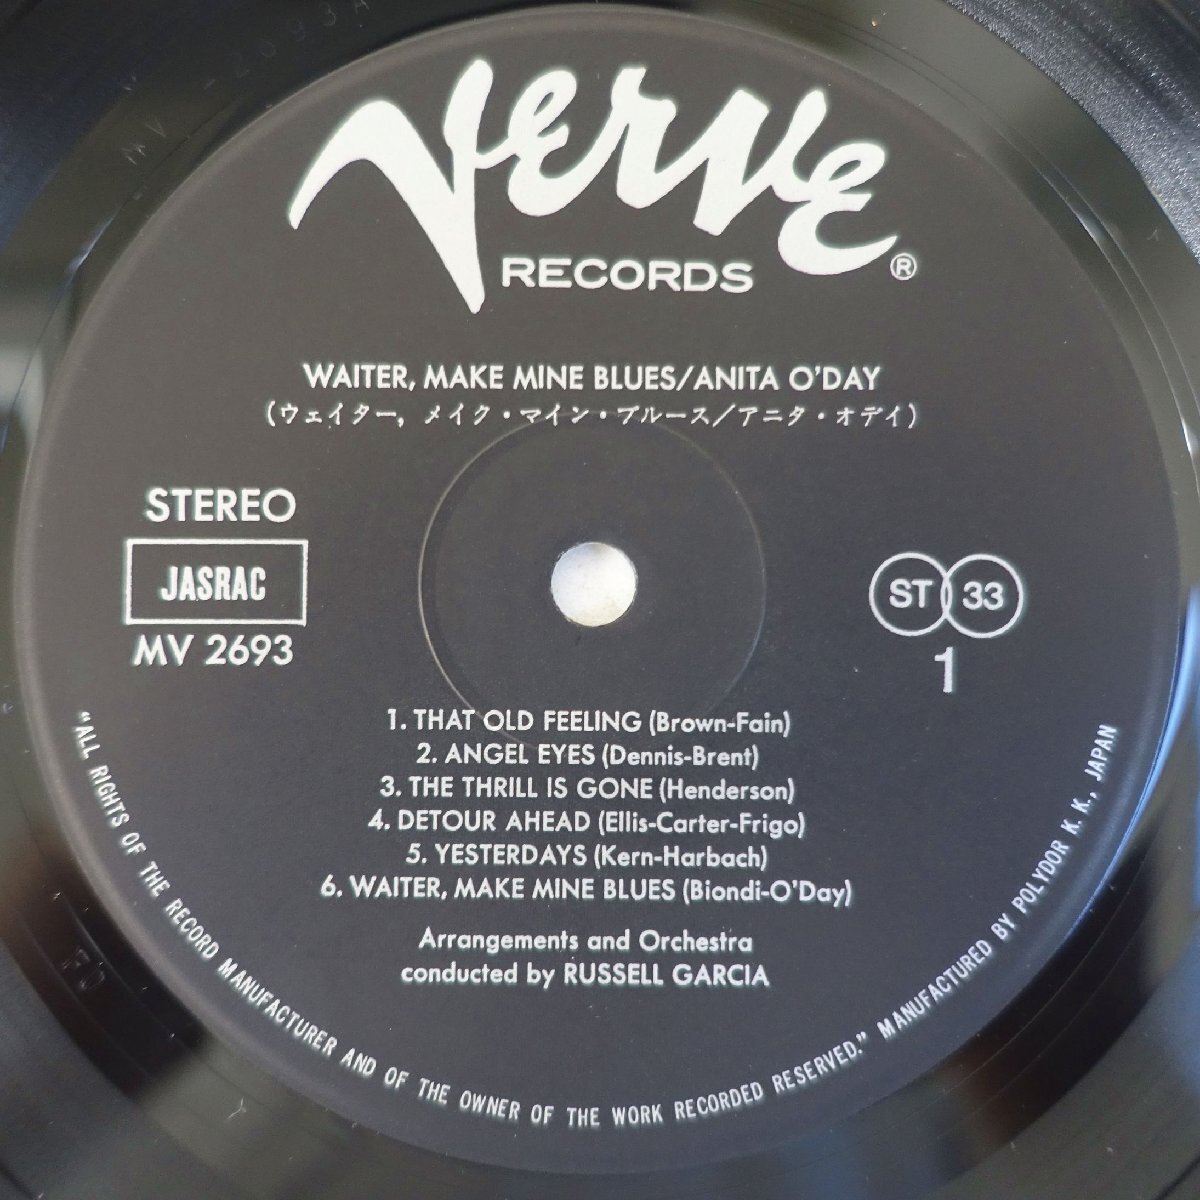 Verve
RECORDS ®
WAITER, MAKE MINE BLUES/ANITA O'DAY
(ウェイター, メイク・マイン・ブルース/アニタ・オデイ)
STEREO
JASRAC
MV 2693
ST 33
1
1. THAT OLD FEELING (Brown-Fain)
2. ANGEL EYES (Dennis-Brent)
3. THE THRILL IS GONE (Henderson)
4. DETOUR AHEAD (Ellis-Carter-Frigo)
5. YESTERDAYS (Kern-Harbach)
6. WAITER, MAKE MINE BLUES (Biondi-O'Day)
Arrangements and Orchestra
conducted by RUSSELL GARCIA
"ALL RIGHTS OF THE RECORD MANUFACTURER AND OF THE OWNER OF THE WORK RECORDED RESERVED." MANUFACTURED BY POLYDOR K. K., JAPAN